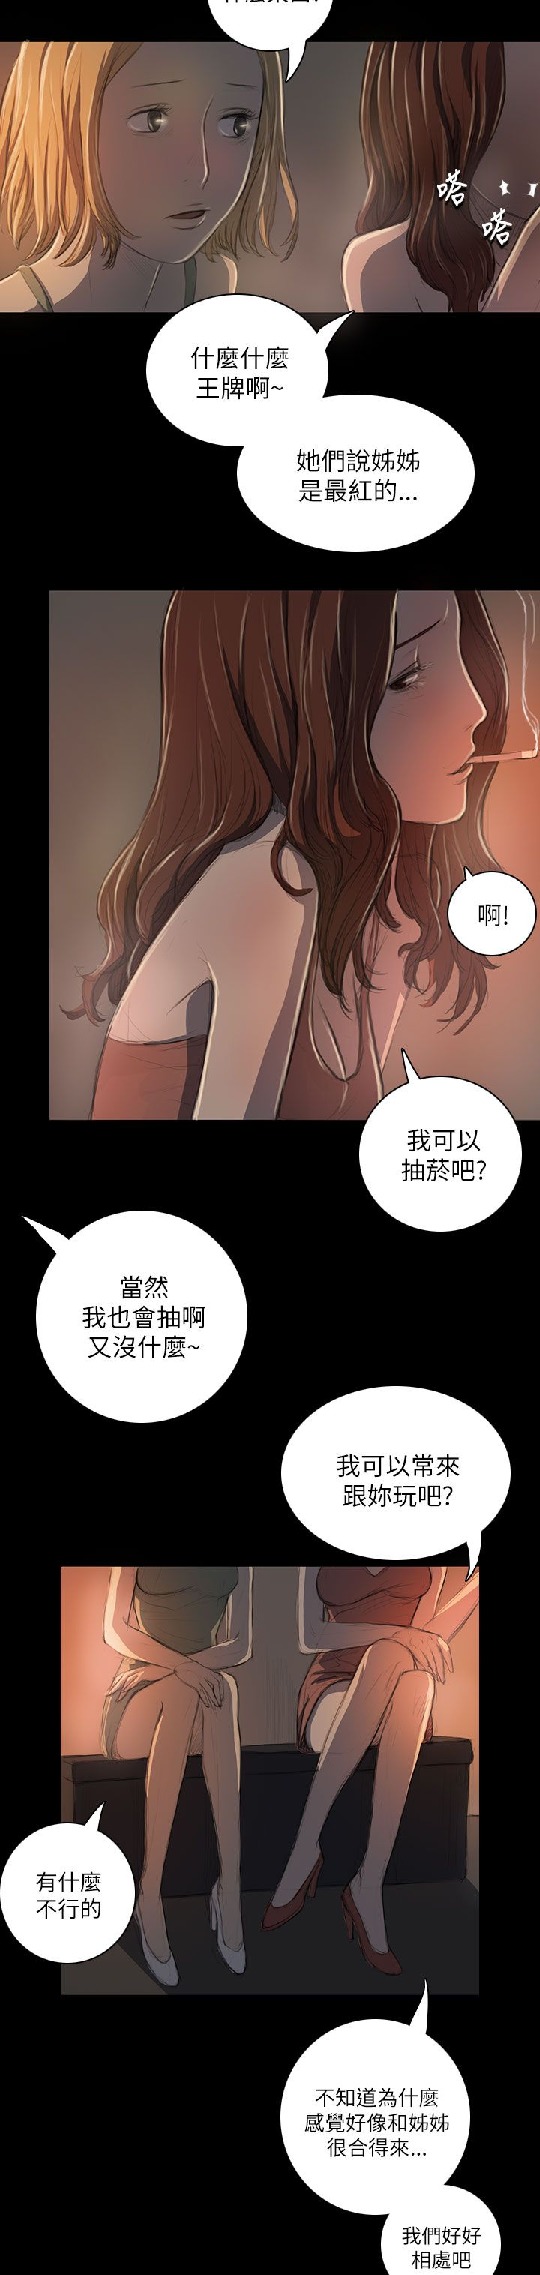 嗒
嗒
什麼什麼
王牌啊~
她們說姊姊
是最紅的...
啊!
我可以
抽菸吧?
當然
我也會抽啊
又沒什麼~
我可以常來
跟妳玩吧?
有什麼
不行的
不知道為什麼
感覺好像和姊姊
很合得來...
我們好好
相處吧